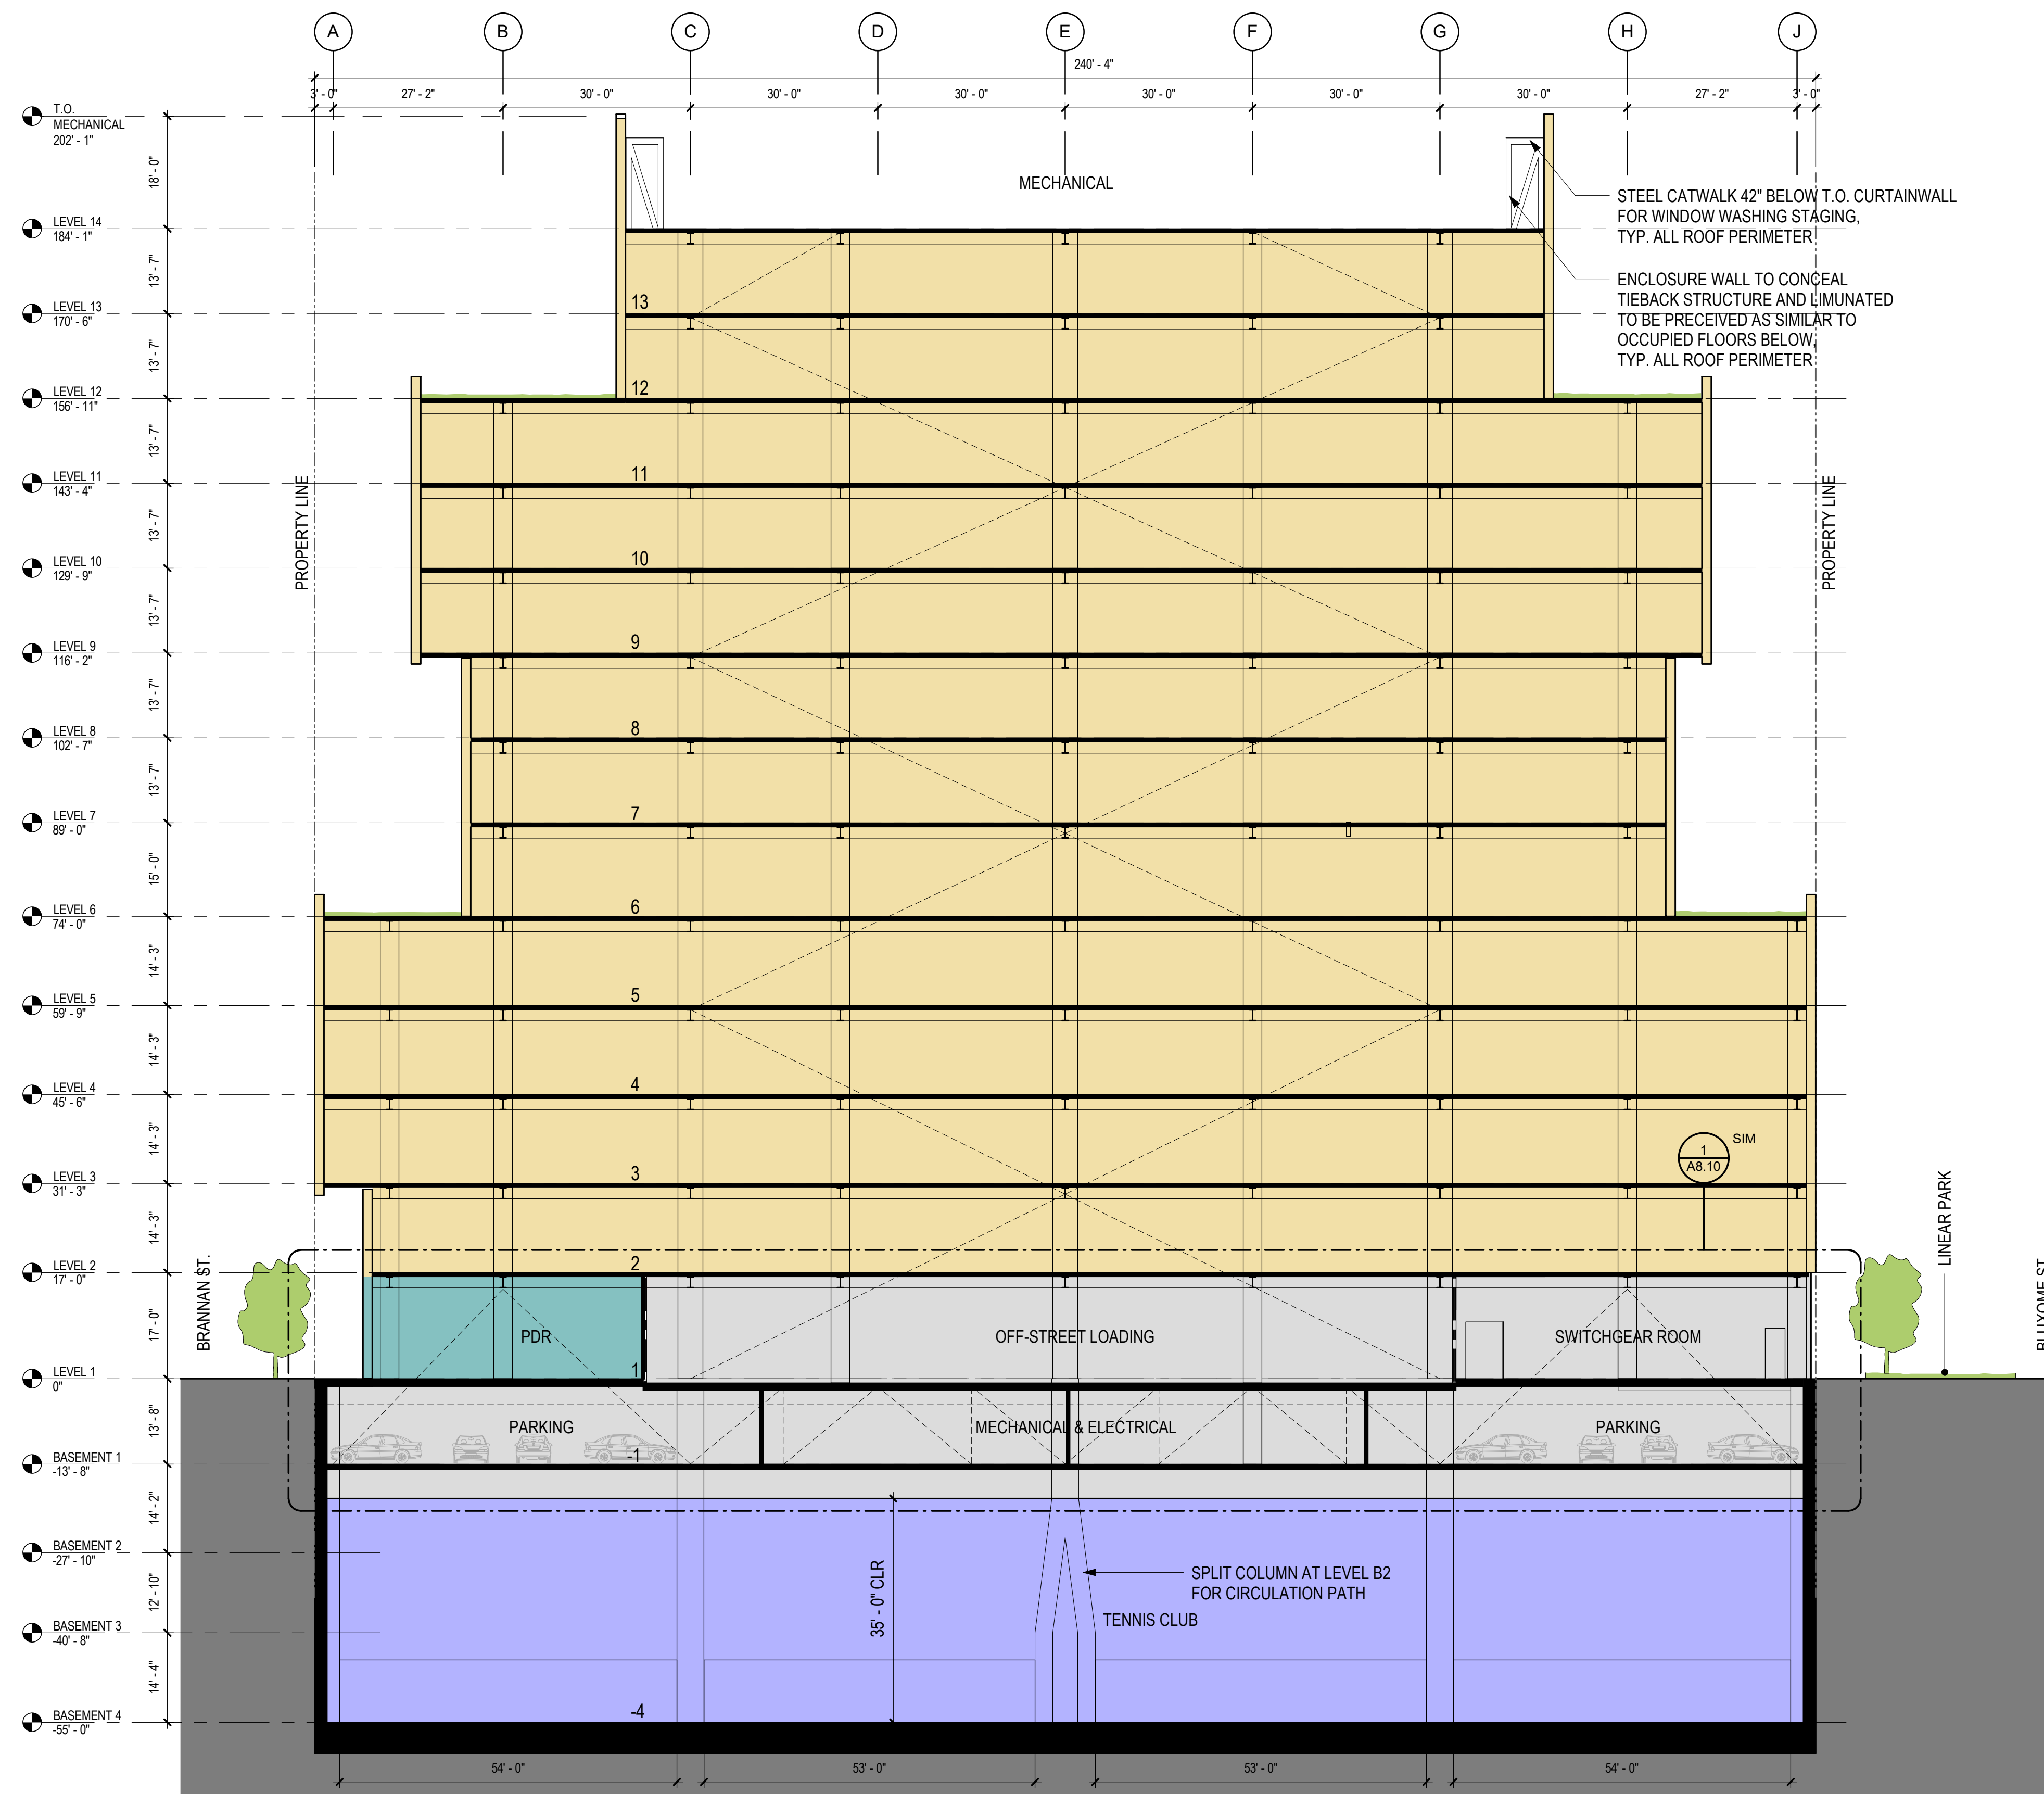 A B C D E F G H J
240' - 4"
3' - 0" 27' - 2" 30' - 0" 30' - 0" 30' - 0" 30' - 0" 30' - 0" 30' - 0" 27' - 2" 3' - 0"
T.O.
MECHANICAL
202' - 1"
18' - 0"
MECHANICAL
STEEL CATWALK 42" BELOW T.O. CURTAINWALL
FOR WINDOW WASHING STAGING,
TYP. ALL ROOF PERIMETER
LEVEL 14
184' - 1"
13' - 7"
ENCLOSURE WALL TO CONCEAL
TIEBACK STRUCTURE AND LIMUNATED
TO BE PRECEIVED AS SIMILAR TO
OCCUPIED FLOORS BELOW,
TYP. ALL ROOF PERIMETER
13
LEVEL 13
170' - 6"
13' - 7"
12
LEVEL 12
156' - 11"
13' - 7"
11
LEVEL 11
143' - 4"
13' - 7"
PROPERTY LINE
PROPERTY LINE
10
LEVEL 10
129' - 9"
13' - 7"
9
LEVEL 9
116' - 2"
13' - 7"
8
LEVEL 8
102' - 7"
13' - 7"
7
LEVEL 7
89' - 0"
15' - 0"
6
LEVEL 6
74' - 0"
14' - 3"
5
LEVEL 5
59' - 9"
14' - 3"
4
LEVEL 4
45' - 6"
14' - 3"
1
A8.10
SIM
3
LEVEL 3
31' - 3"
14' - 3"
2
LEVEL 2
17' - 0"
17' - 0"
BRANNAN ST.
LINEAR PARK
BLUXOME ST.
PDR
OFF-STREET LOADING
SWITCHGEAR ROOM
1
LEVEL 1
0"
13' - 8"
PARKING
MECHANICAL & ELECTRICAL
PARKING
-1
BASEMENT 1
-13' - 8"
14' - 2"
BASEMENT 2
-27' - 10"
12' - 10"
35' - 0" CLR
SPLIT COLUMN AT LEVEL B2
FOR CIRCULATION PATH
TENNIS CLUB
BASEMENT 3
-40' - 8"
14' - 4"
-4
BASEMENT 4
-55' - 0"
54' - 0" 53' - 0" 53' - 0" 54' - 0"